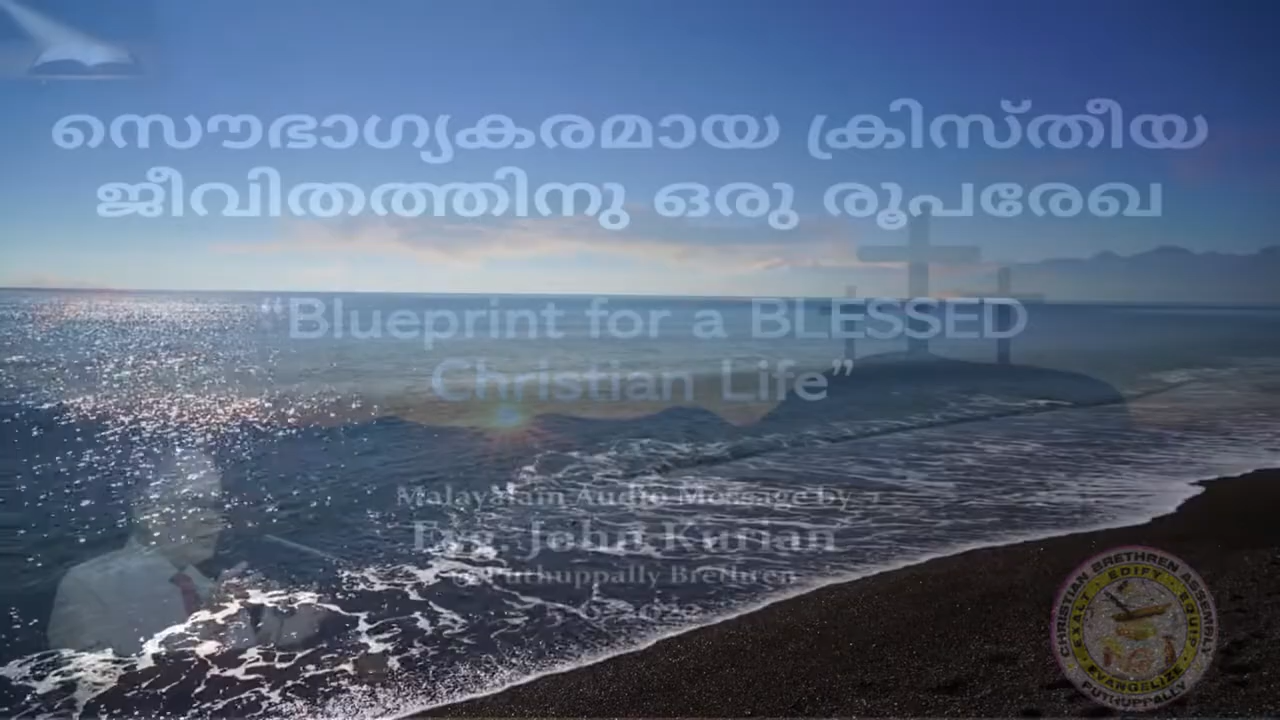 സൌഭാഗ്യകരമായ ക്രിസ്തീയ
ജീവിതത്തിനു ഒരു രൂപരേഖ
“Blueprint for a BLESSED
Christian Life”
Malayalam Audio Message by
Evg. John Kurian
@Puthuppally Brethren
CHRISTIAN BRETHREN ASSEMBLY
PUTHUPPALLY
EXALT EDIFY EQUIP
EVANGELIZE